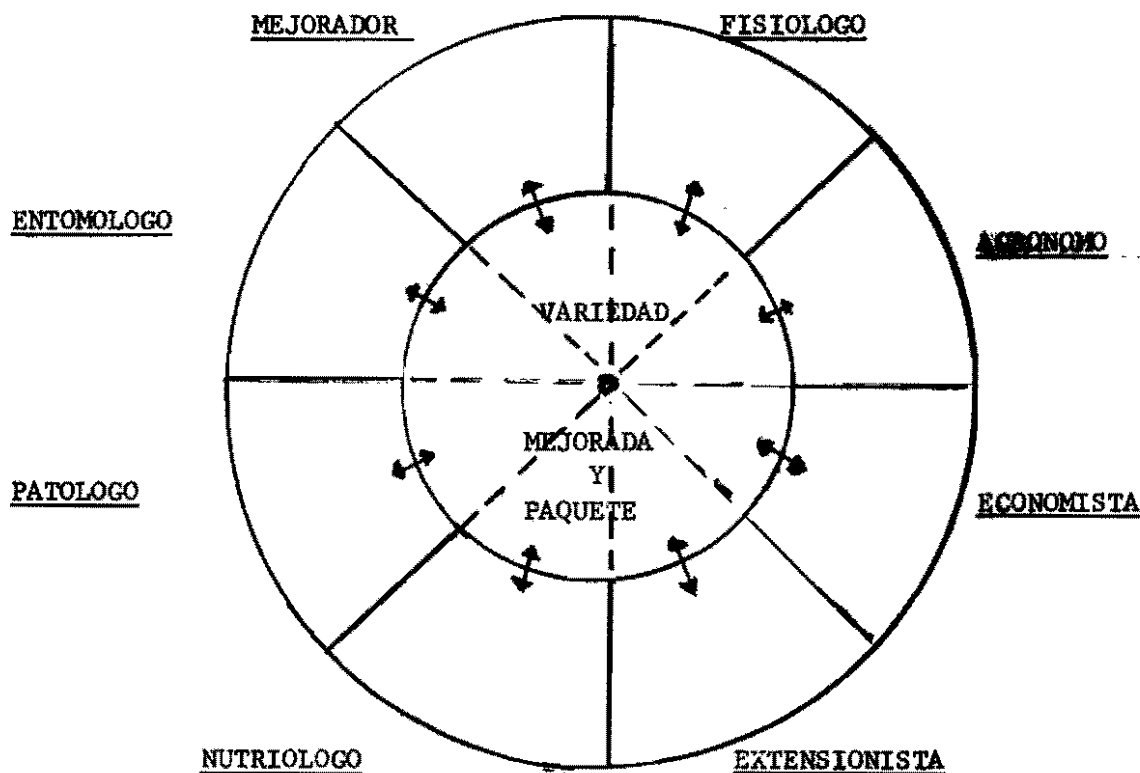 MEJORADOR FISIOLOGO
ENTOMOLOGO
AGRONOMO
VARIEDAD
MEJORADA
Y
PAQUETE
PATOLOGO
ECONOMISTA
NUTRIOLOGO EXTENSIONISTA